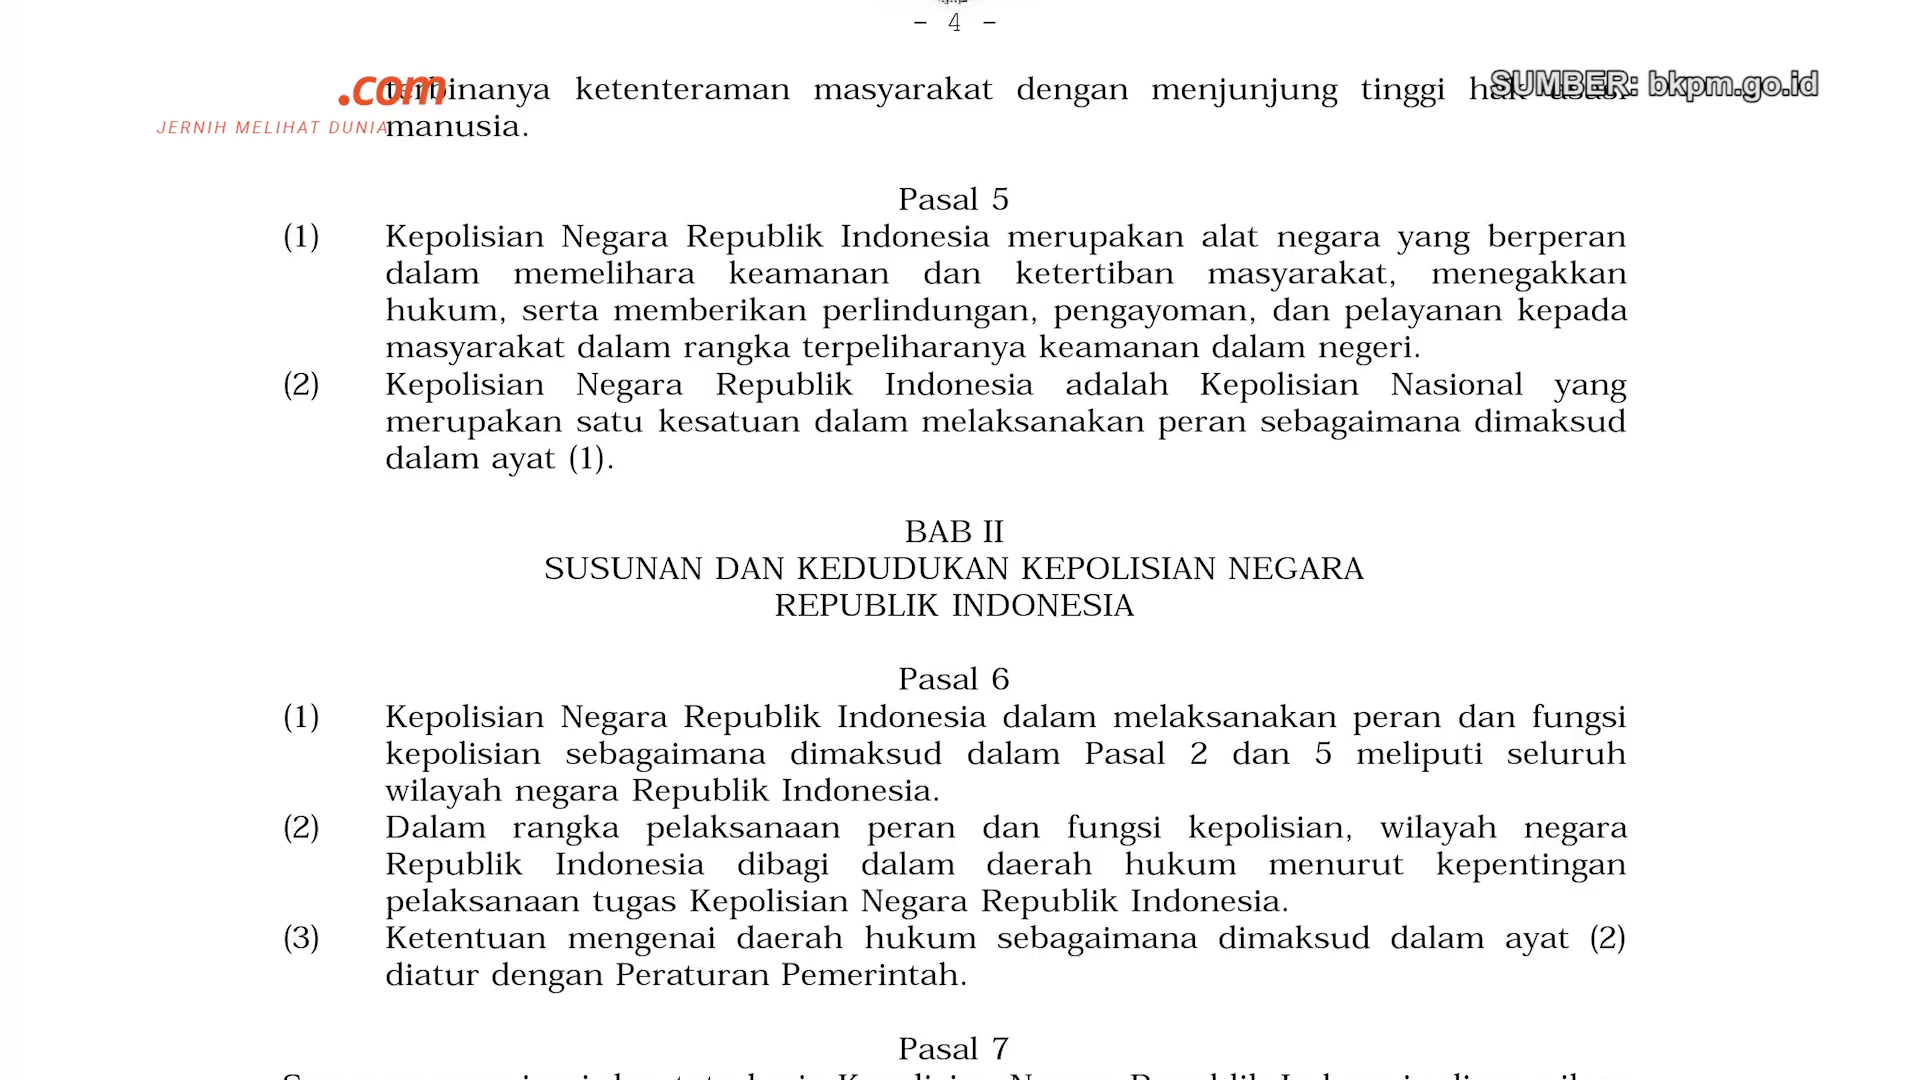 - 4 -
.com
JERNIH MELIHAT DUNIA
SUMBER: bkpm.go.id
terbinanya ketenteraman masyarakat dengan menjunjung tinggi hak asasi
manusia.
Pasal 5
(1) Kepolisian Negara Republik Indonesia merupakan alat negara yang berperan
dalam memelihara keamanan dan ketertiban masyarakat, menegakkan
hukum, serta memberikan perlindungan, pengayoman, dan pelayanan kepada
masyarakat dalam rangka terpeliharanya keamanan dalam negeri.
(2) Kepolisian Negara Republik Indonesia adalah Kepolisian Nasional yang
merupakan satu kesatuan dalam melaksanakan peran sebagaimana dimaksud
dalam ayat (1).
BAB II
SUSUNAN DAN KEDUDUKAN KEPOLISIAN NEGARA
REPUBLIK INDONESIA
Pasal 6
(1) Kepolisian Negara Republik Indonesia dalam melaksanakan peran dan fungsi
kepolisian sebagaimana dimaksud dalam Pasal 2 dan 5 meliputi seluruh
wilayah negara Republik Indonesia.
(2) Dalam rangka pelaksanaan peran dan fungsi kepolisian, wilayah negara
Republik Indonesia dibagi dalam daerah hukum menurut kepentingan
pelaksanaan tugas Kepolisian Negara Republik Indonesia.
(3) Ketentuan mengenai daerah hukum sebagaimana dimaksud dalam ayat (2)
diatur dengan Peraturan Pemerintah.
Pasal 7